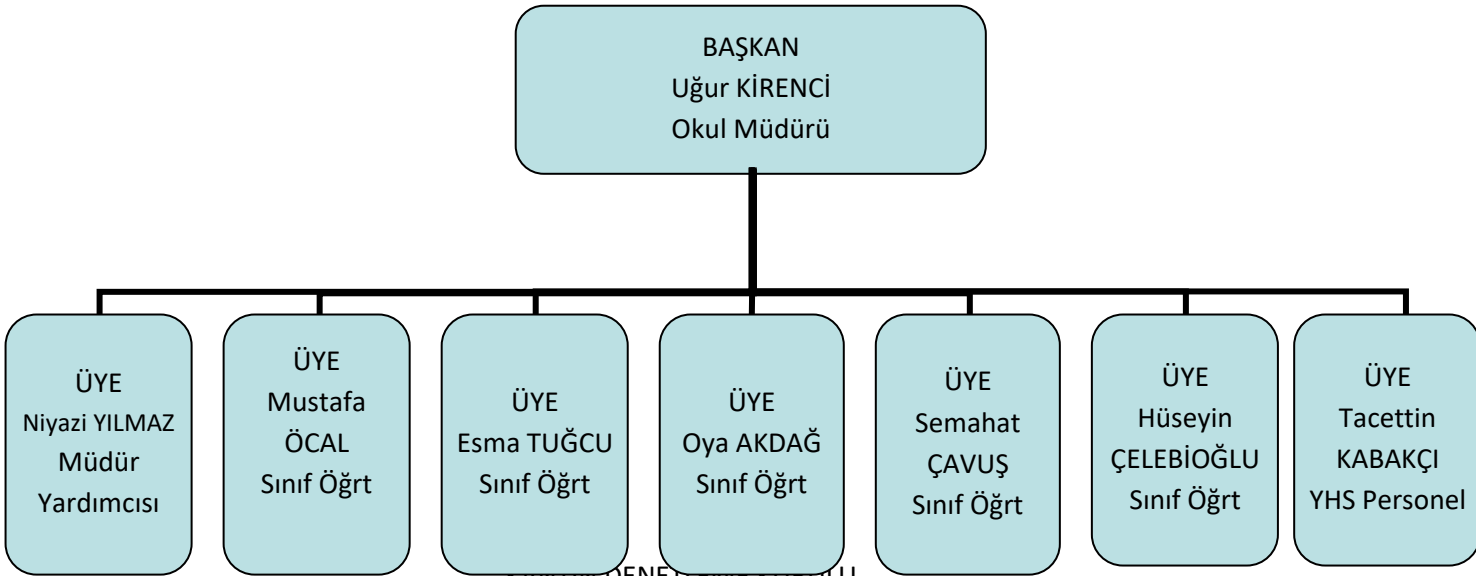 BAŞKAN
Uğur KİRENCİ
Okul Müdürü
ÜYE
Niyazi YILMAZ
Müdür
Yardımcısı
ÜYE
Mustafa
ÖCAL
Sınıf Öğrt
ÜYE
Esma TUĞCU
Sınıf Öğrt
ÜYE
Oya AKDAĞ
Sınıf Öğrt
ÜYE
Semahat
ÇAVUŞ
Sınıf Öğrt
ÜYE
Hüseyin
ÇELEBİOĞLU
Sınıf Öğrt
ÜYE
Tacettin
KABAKÇI
YHS Personel